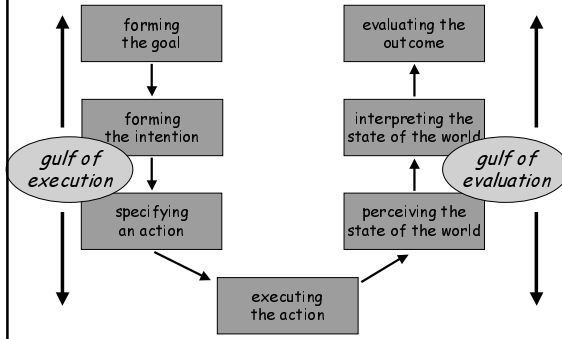 forming
the goal
forming
the intention
gulf of
execution
specifying
an action
executing
the action
perceiving the
state of the world
interpreting the
state of the world
gulf of
evaluation
evaluating the
outcome